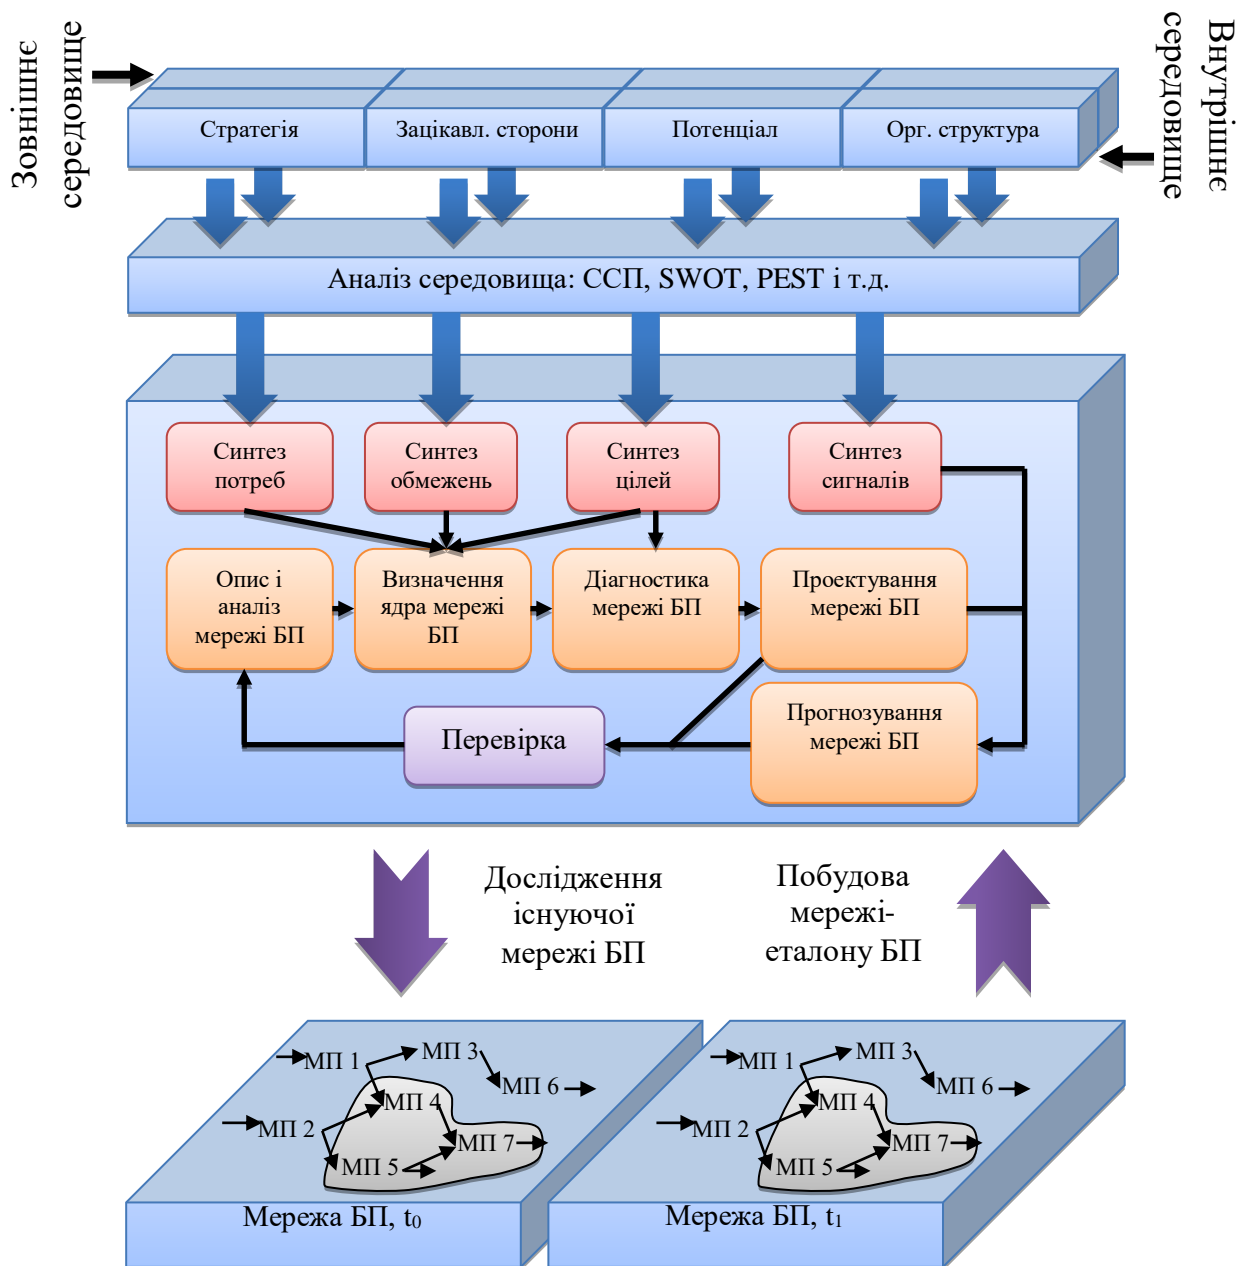 Зовнішнє
середовище
Внутрішнє
середовище
Стратегія
Зацікавл. сторони
Потенціал
Орг. структура
Аналіз середовища: ССП, SWOT, PEST і т.д.
Синтез
потреб
Синтез
обмежень
Синтез
цілей
Синтез
сигналів
Опис і
аналіз
мережі БП
Визначення
ядра мережі
БП
Діагностика
мережі БП
Проектування
мережі БП
Прогнозування
мережі БП
Перевірка
Дослідження
існуючої
мережі БП
Побудова
мережі-
еталону БП
МП 1
МП 3
МП 6
МП 4
МП 2
МП 7
МП 5
Мережа БП, t0
МП 1
МП 3
МП 6
МП 4
МП 2
МП 7
МП 5
Мережа БП, t1